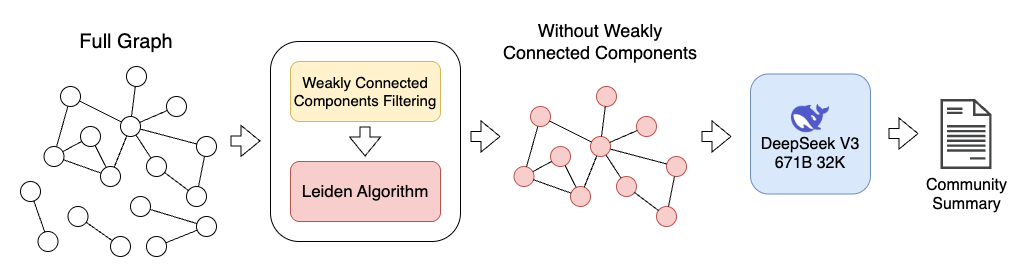 Full Graph
Weakly Connected
Components Filtering
Leiden Algorithm
Without Weakly
Connected Components
DeepSeek V3
671B 32K
Community
Summary